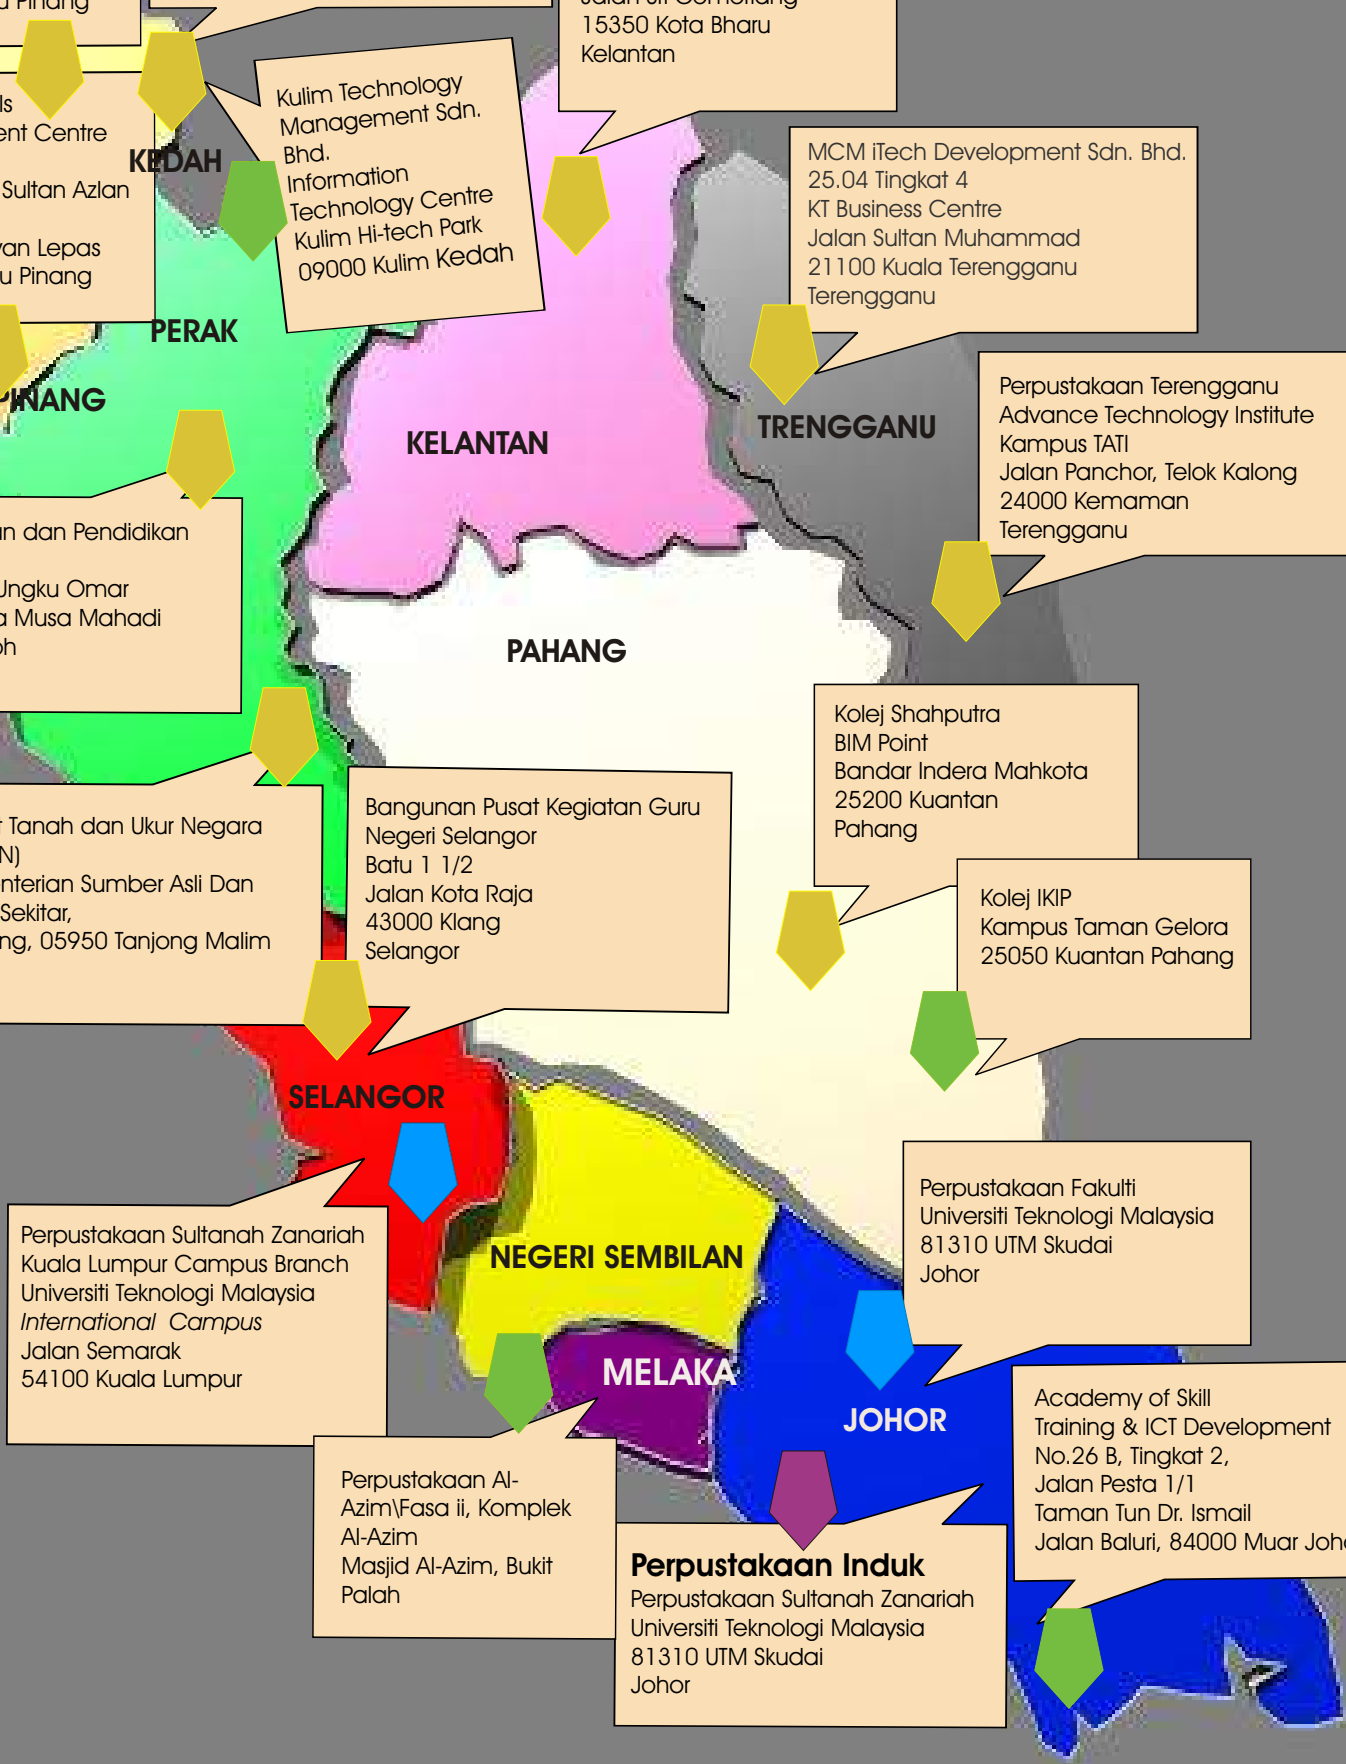 Pinang
15350 Kota Bharu
Kelantan
Kulim Technology
Management Sdn.
Bhd.
Information
Technology Centre
Kulim Hi-tech Park
09000 Kulim Kedah
ent Centre
Sultan Azlan
Lepas
Pinang
KEDAH
MCM iTech Development Sdn. Bhd.
25.04 Tingkat 4
KT Business Centre
Jalan Sultan Muhammad
21100 Kuala Terengganu
Terengganu
PERAK
PINANG
Perpustakaan Terengganu
Advance Technology Institute
Kampus TATI
Jalan Panchor, Telok Kalong
24000 Kemaman
Terengganu
TRENGGANU
KELANTAN
dan Pendidikan
Ungku Omar
Musa Mahadi
PAHANG
Kolej Shahputra
BIM Point
Bandar Indera Mahkota
25200 Kuantan
Pahang
Tanah dan Ukur Negara
N)
nterian Sumber Asli Dan
Sekitar,
ng, 05950 Tanjong Malim
Bangunan Pusat Kegiatan Guru
Negeri Selangor
Batu 1 1/2
Jalan Kota Raja
43000 Klang
Selangor
Kolej IKIP
Kampus Taman Gelora
25050 Kuantan Pahang
SELANGOR
Perpustakaan Fakulti
Universiti Teknologi Malaysia
81310 UTM Skudai
Johor
Perpustakaan Sultanah Zanariah
Kuala Lumpur Campus Branch
Universiti Teknologi Malaysia
International Campus
Jalan Semarak
54100 Kuala Lumpur
NEGERI SEMBILAN
MELAKA
JOHOR
Academy of Skill
Training & ICT Development
No.26 B, Tingkat 2,
Jalan Pesta 1/1
Taman Tun Dr. Ismail
Jalan Baluri, 84000 Muar Joh
Perpustakaan Al-
Azim\Fasa ii, Komplek
Al-Azim
Masjid Al-Azim, Bukit
Palah
Perpustakaan Induk
Perpustakaan Sultanah Zanariah
Universiti Teknologi Malaysia
81310 UTM Skudai
Johor